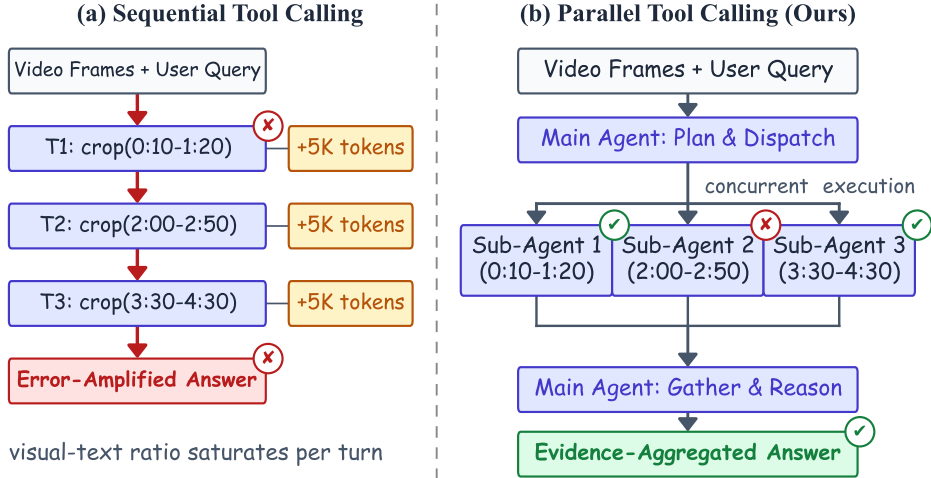 (a) Sequential Tool Calling
Video Frames + User Query
T1: crop(0:10-1:20)
+5K tokens
T2: crop(2:00-2:50)
+5K tokens
T3: crop(3:30-4:30)
+5K tokens
Error-Amplified Answer
visual-text ratio saturates per turn
(b) Parallel Tool Calling (Ours)
Video Frames + User Query
Main Agent: Plan & Dispatch
concurrent execution
Sub-Agent 1
(0:10-1:20)
Sub-Agent 2
(2:00-2:50)
Sub-Agent 3
(3:30-4:30)
Main Agent: Gather & Reason
Evidence-Aggregated Answer